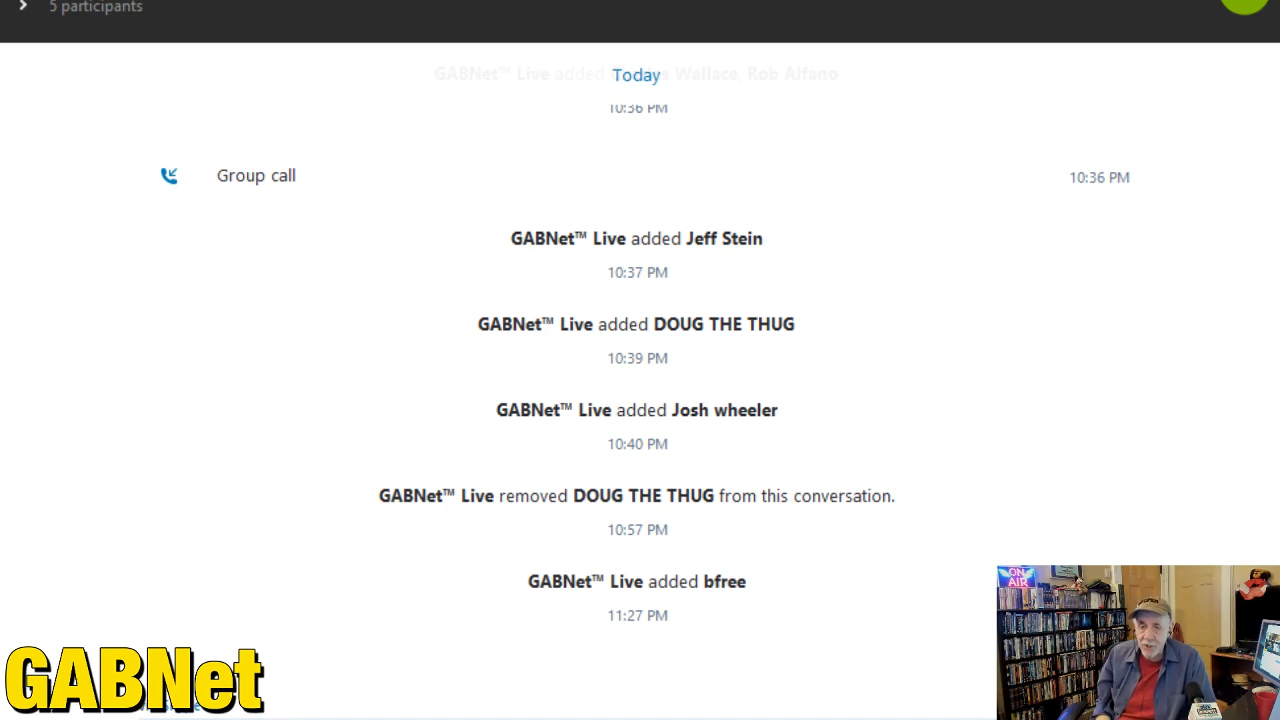 5 participants
Today
10:36 PM
Group call
10:36 PM
GABNet™ Live added Jeff Stein
10:37 PM
GABNet™ Live added DOUG THE THUG
10:39 PM
GABNet™ Live added Josh wheeler
10:40 PM
GABNet™ Live removed DOUG THE THUG from this conversation.
10:57 PM
GABNet™ Live added bfree
11:27 PM
ON
AIR
GABNet